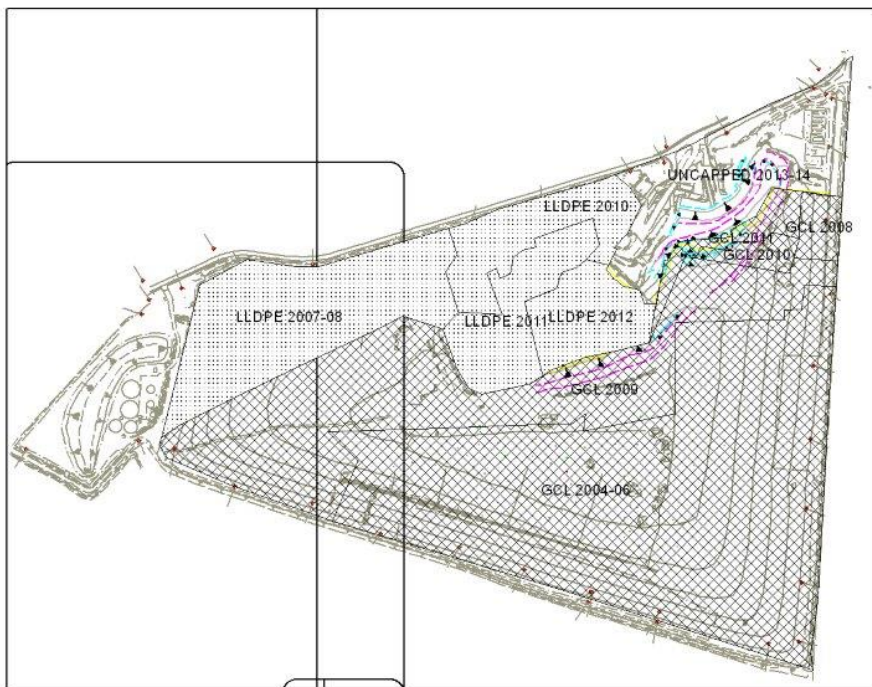 UNCAPPED 2013-14
LLDPE 2010
GCL 2008
GCL 2011
GCL 2010
LLDPE 2007-08
LLDPE 2011
LLDPE 2012
GCL 2009
GCL 2004-06